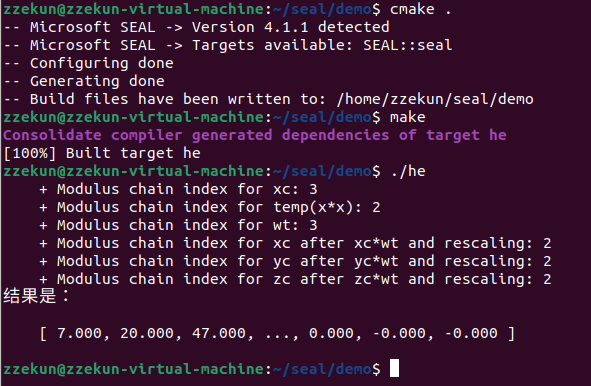 zzekun@zzekun-virtual-machine:~/seal/demo$ cmake .
-- Microsoft SEAL -> Version 4.1.1 detected
-- Microsoft SEAL -> Targets available: SEAL::seal
-- Configuring done
-- Generating done
-- Build files have been written to: /home/zzekun/seal/demo
zzekun@zzekun-virtual-machine:~/seal/demo$ make
Consolidate compiler generated dependencies of target he
[100%] Built target he
zzekun@zzekun-virtual-machine:~/seal/demo$ ./he
    + Modulus chain index for xc: 3
    + Modulus chain index for temp(x*x): 2
    + Modulus chain index for wt: 3
    + Modulus chain index for xc after xc*wt and rescaling: 2
    + Modulus chain index for yc after yc*wt and rescaling: 2
    + Modulus chain index for zc after zc*wt and rescaling: 2
结果是：
    [ 7.000, 20.000, 47.000, ..., 0.000, -0.000, -0.000 ]
zzekun@zzekun-virtual-machine:~/seal/demo$